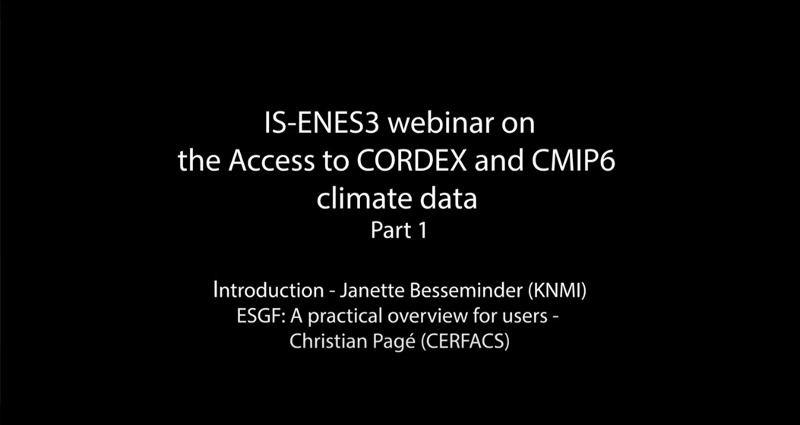 IS-ENES3 webinar on
the Access to CORDEX and CMIP6
climate data
Part 1
Introduction - Janette Besseminder (KNMI)
ESGF: A practical overview for users -
Christian Pagé (CERFACS)